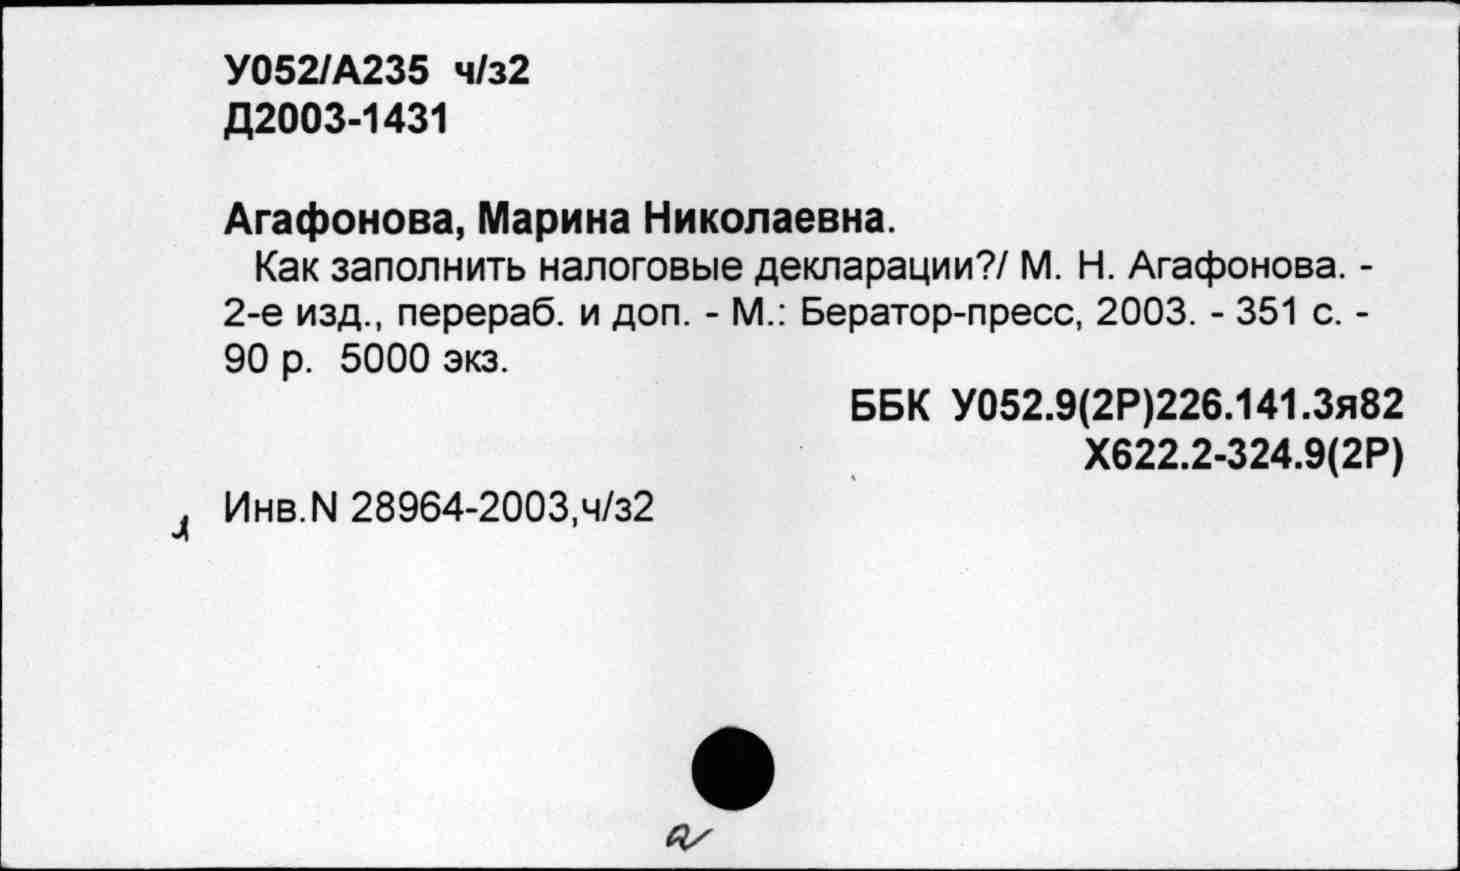 У052/А235 ч/з2
Д2003-1431
Агафонова, Марина Николаевна.
Как заполнить налоговые декларации?/ М. Н. Агафонова. -
2-е изд., перераб. и доп. - М.: Бератор-пресс, 2003. - 351 с. -
90 р. 5000 экз.
ББК У052.9(2Р)226.141.3я82
Х622.2-324.9(2Р)
Инв.N 28964-2003,ч/з2